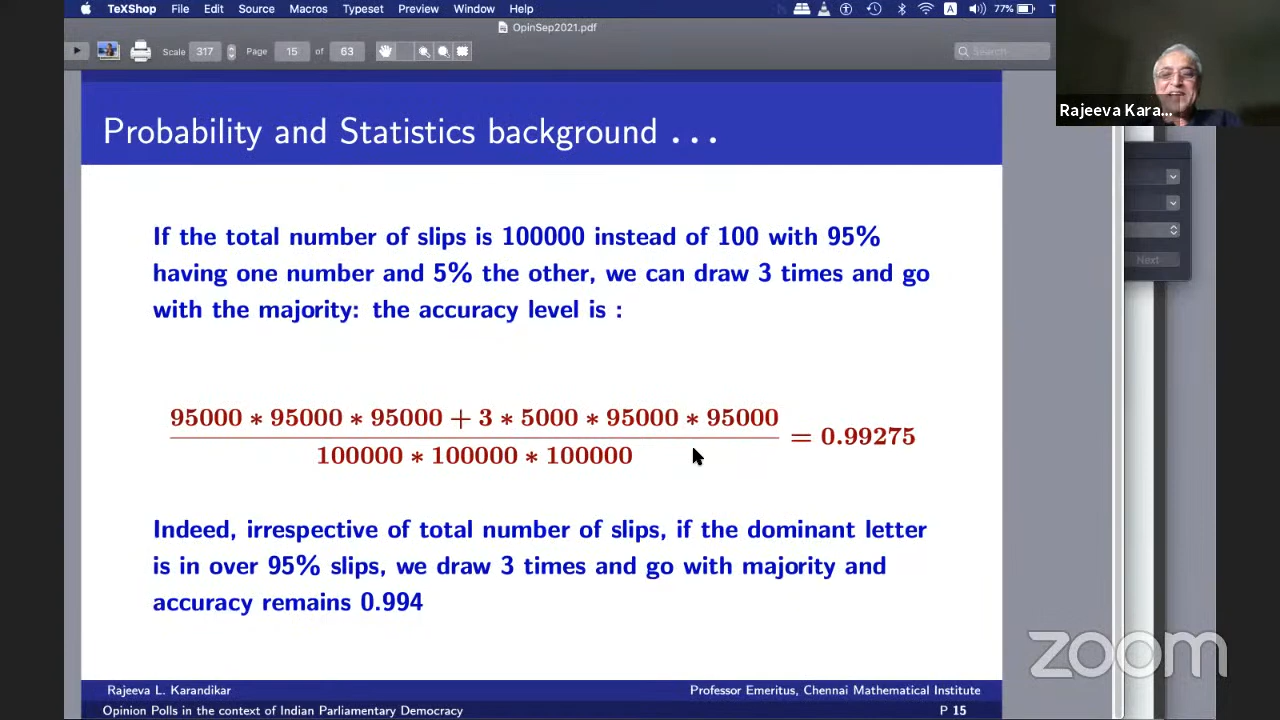 TeXShop File Edit Source Macros Typeset Preview Window Help 77% T
OpinSep2021.pdf
Scale 317 Page 15 of 63 Search
Rajeeva Kara...
Probability and Statistics background . . .
If the total number of slips is 100000 instead of 100 with 95%
having one number and 5% the other, we can draw 3 times and go
with the majority: the accuracy level is :
95000 ∗ 95000 ∗ 95000 + 3 ∗ 5000 ∗ 95000 ∗ 95000
100000 ∗ 100000 ∗ 100000
= 0.99275
Next
Indeed, irrespective of total number of slips, if the dominant letter
is in over 95% slips, we draw 3 times and go with majority and
accuracy remains 0.994
zoom
Rajeeva L. Karandikar Professor Emeritus, Chennai Mathematical Institute
Opinion Polls in the context of Indian Parliamentary Democracy P 15